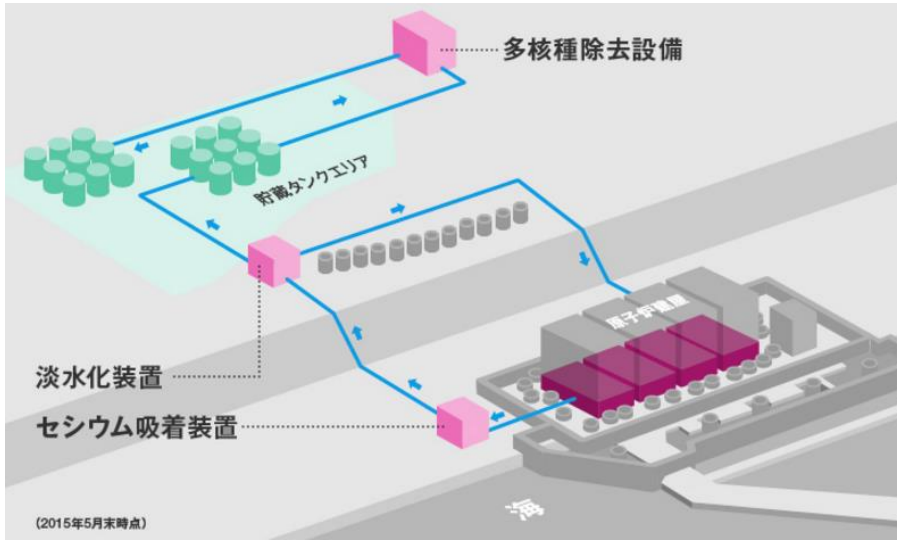 多核種除去設備
貯蔵タンクエリア
原子炉建屋
淡水化装置
セシウム吸着装置
海
(2015年5月末時点)